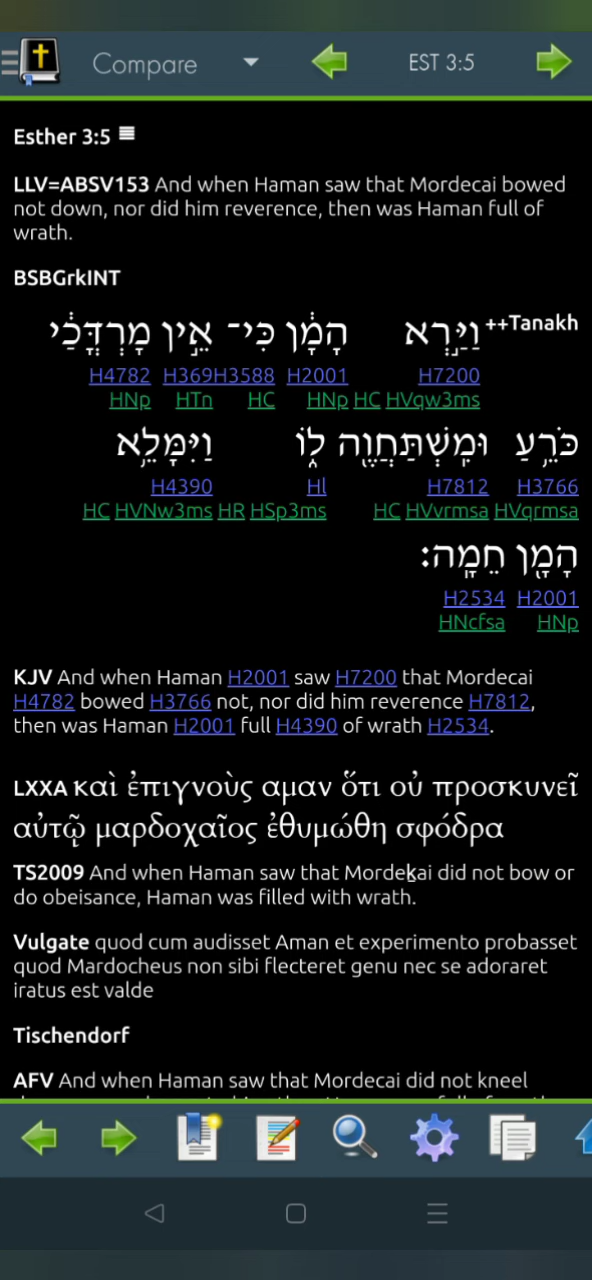 Compare EST 3:5
Esther 3:5
LLV=ABSV153 And when Haman saw that Mordecai bowed
not down, nor did him reverence, then was Haman full of
wrath.
BSBGrkINT
++Tanakh וַיַּ֣רְא הָמָ֔ן כִּי־ אֵ֣ין מָרְדֳּכַ֔י
H4782 H369H3588 H2001 H7200
HNp HTn HC HNp HC HVqw3ms
כֹּרֵ֥עַ וּמִֽשְׁתַּחֲוֶ֖ה ל֑וֹ וַיִּמָּלֵ֥א
H4390 Hl H7812 H3766
HC HVNw3ms HR HSp3ms HC HVvrmsa HVqrmsa
הָמָ֖ן חֵמָֽה׃
H2534 H2001
HNcfsa HNp
KJV And when Haman H2001 saw H7200 that Mordecai
H4782 bowed H3766 not, nor did him reverence H7812,
then was Haman H2001 full H4390 of wrath H2534.
LXXA καὶ ἐπιγνοὺς αμαν ὅτι οὐ προσκυνεῖ
αὐτῷ μαρδοχαῖος ἐθυμώθη σφόδρα
TS2009 And when Haman saw that Mordeḵai did not bow or
do obeisance, Haman was filled with wrath.
Vulgate quod cum audisset Aman et experimento probasset
quod Mardocheus non sibi flecteret genu nec se adoraret
iratus est valde
Tischendorf
AFV And when Haman saw that Mordecai did not kneel